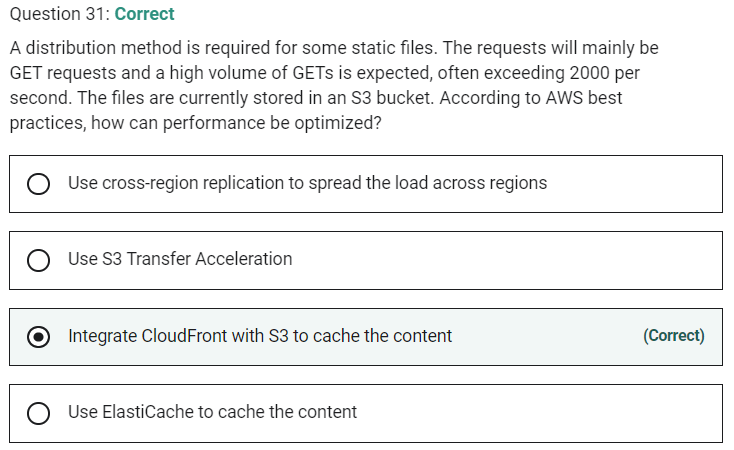 Question 31: Correct
A distribution method is required for some static files. The requests will mainly be
GET requests and a high volume of GETs is expected, often exceeding 2000 per
second. The files are currently stored in an S3 bucket. According to AWS best
practices, how can performance be optimized?
Use cross-region replication to spread the load across regions
Use S3 Transfer Acceleration
Integrate CloudFront with S3 to cache the content (Correct)
Use ElastiCache to cache the content